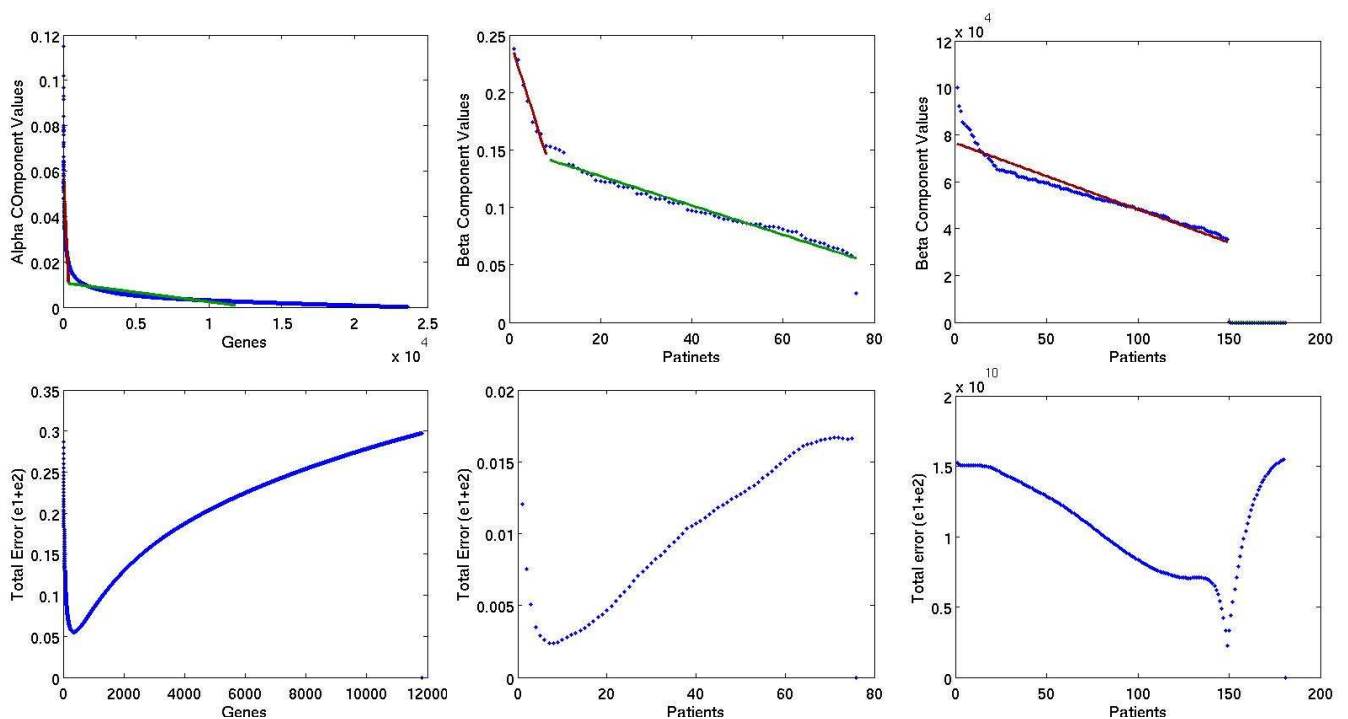 0.12
0.1
0.08
0.06
0.04
0.02
0
Alpha COmponent Values
0 0.5 1 1.5 2 2.5
Genes
x 10 4
0.25
0.2
0.15
0.1
0.05
0
Beta Component Values
0 20 40 60 80
Patinets
x 10 4
12
10
8
6
4
2
0
Beta Component Values
0 50 100 150 200
Patients
0.35
0.3
0.25
0.2
0.15
0.1
0.05
0
Total Error (e1+e2)
0 2000 4000 6000 8000 10000 12000
Genes
0.02
0.015
0.01
0.005
0
Total Error (e1+e2)
0 20 40 60 80
Patients
x 10 10
2
1.5
1
0.5
0
Total error (e1+e2)
0 50 100 150 200
Patients